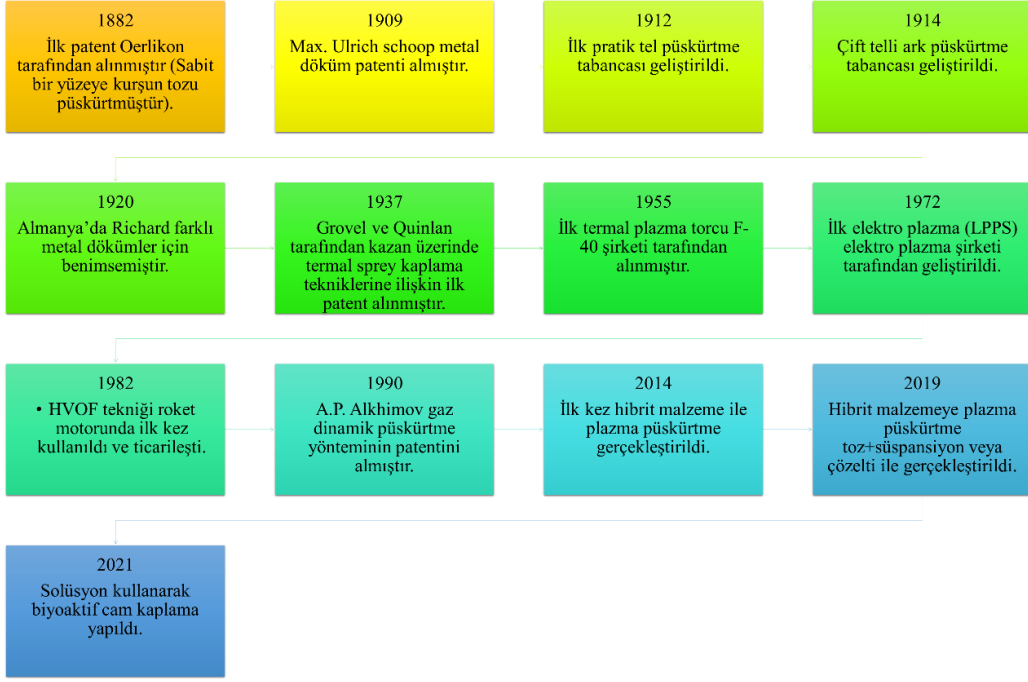 1882
İlk patent Oerlikon
tarafından alınmıştır (Sabit
bir yüzeye kurşun tozu
püskürtmüştür).
1909
Max. Ulrich schoop metal
döküm patenti almıştır.
1912
İlk pratik tel püskürtme
tabancası geliştirildi.
1914
Çift telli ark püskürtme
tabancası geliştirildi.
1920
Almanya’da Richard farklı
metal dökümler için
benimsemiştir.
1937
Grovel ve Quinlan
tarafından kazan üzerinde
termal sprey kaplama
tekniklerine ilişkin ilk
patent alınmıştır.
1955
İlk termal plazma torcu F-
40 şirketi tarafından
alınmıştır.
1972
İlk elektro plazma (LPPS)
elektro plazma şirketi
tarafından geliştirildi.
1982
• HVOF tekniği roket
motorunda ilk kez
kullanıldı ve ticarileşti.
1990
A.P. Alkhimov gaz
dinamik püskürtme
yönteminin patentini
almıştır.
2014
İlk kez hibrit malzeme ile
plazma püskürtme
gerçekleştirildi.
2019
Hibrit malzemeye plazma
püskürtme
toz+süspansiyon veya
çözelti ile gerçekleştirildi.
2021
Solüsyon kullanarak
biyoaktif cam kaplama
yapıldı.